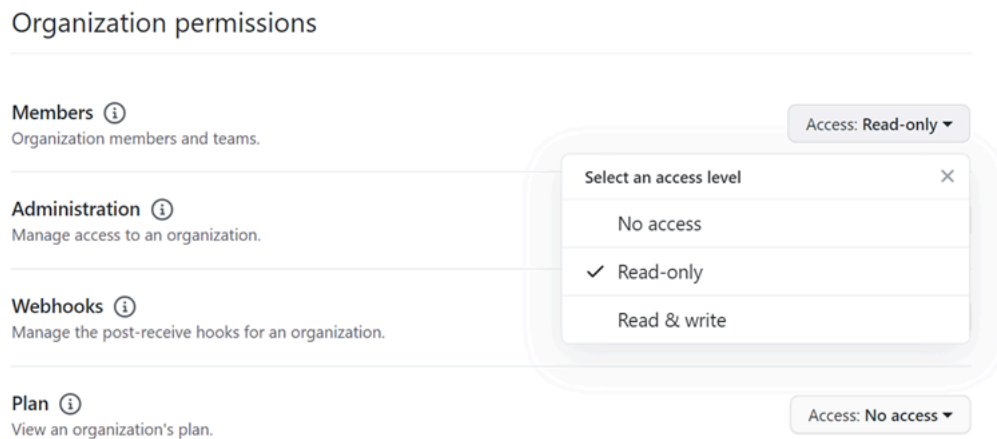 Organization permissions
Members
Access: Read-only
Organization members and teams.
Select an access level
Administration
No access
Manage access to an organization.
Read-only
Webhooks
Read & write
Manage the post-receive hooks for an organization.
Plan
Access: No access
View an organization's plan.